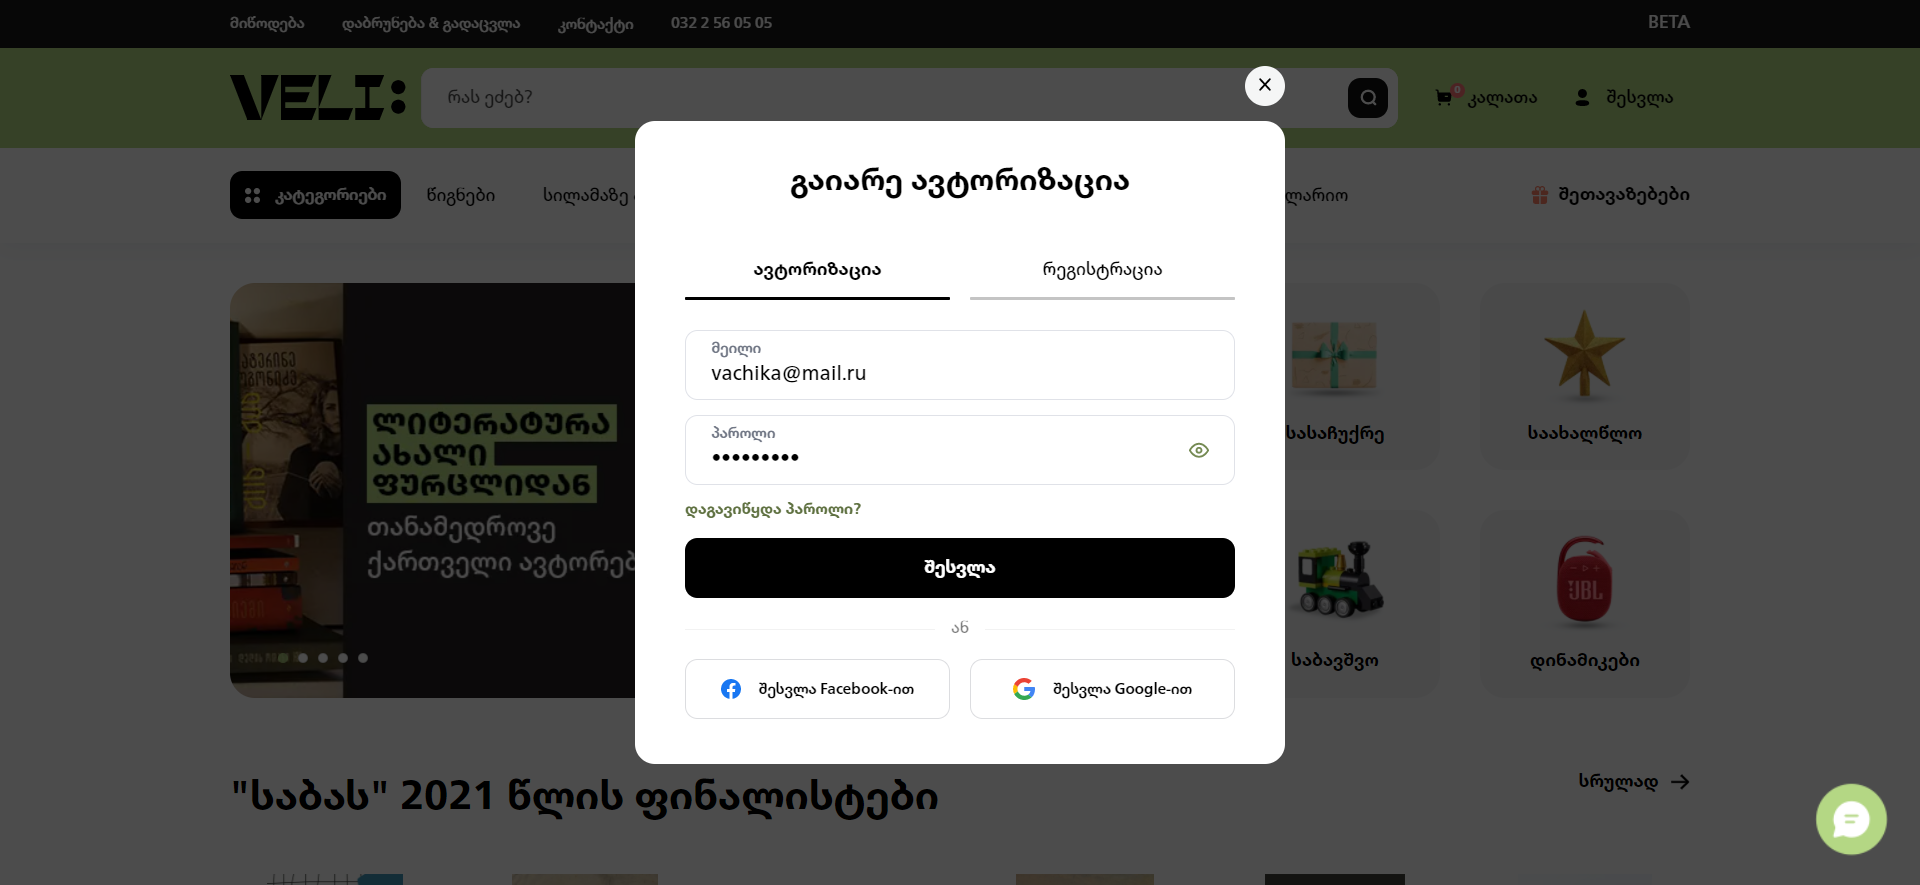 მიწოდება დაბრუნება & გადაცვლა კონტაქტი 032 2 56 05 05 BETA
VELI:
რას ეძებ?
0 კალათა
შესვლა
კატეგორიები წიგნები სილამაზე
ლარიო
შეთავაზებები
გაიარე ავტორიზაცია
ავტორიზაცია რეგისტრაცია
მეილი
vachika@mail.ru
პაროლი
•••••••••
დაგავიწყდა პაროლი?
შესვლა
ან
შესვლა Facebook-ით შესვლა Google-ით
ლიტერატურა
ახალი
ფურცლიდან
თანამედროვე
ქართველი ავტორებ
სასაჩუქრე საახალწლო
JBL
საბავშვო დინამიკები
"საბას" 2021 წლის ფინალისტები
სრულად